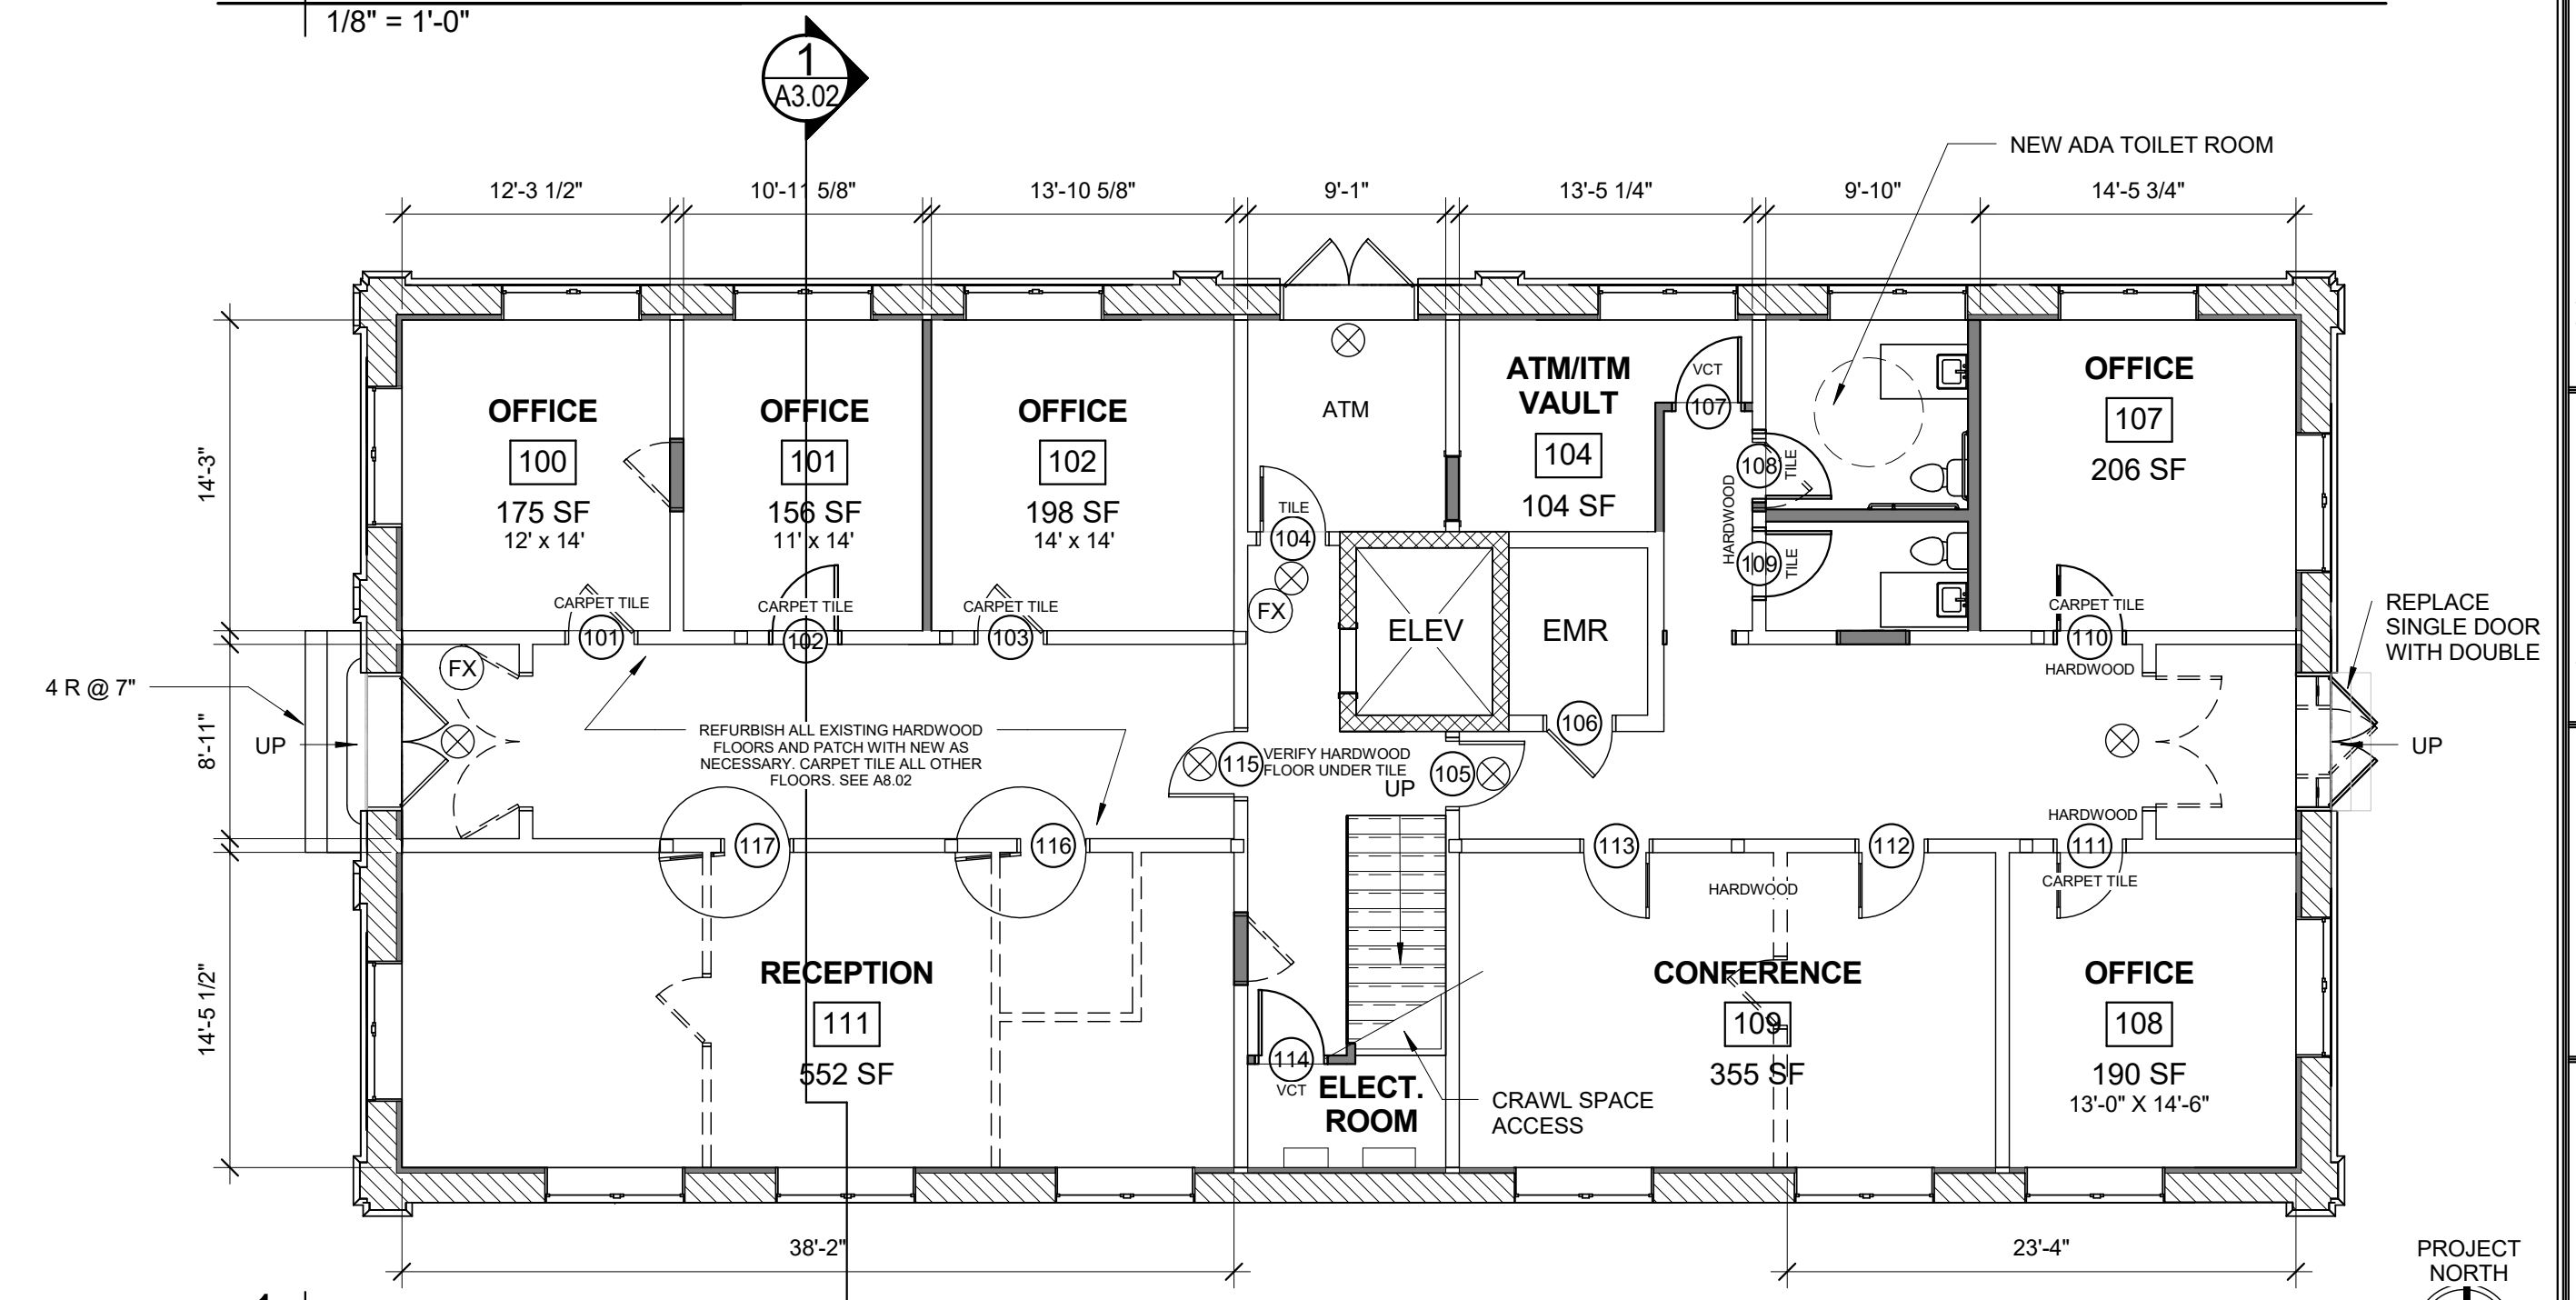 1/8" = 1'-0"
1
A3.02
NEW ADA TOILET ROOM
12'-3 1/2"
10'-11 5/8"
13'-10 5/8"
9'-1"
13'-5 1/4"
9'-10"
14'-5 3/4"
14'-3"
8'-11"
14'-5 1/2"
OFFICE
100
175 SF
12' x 14'
OFFICE
101
156 SF
11' x 14'
OFFICE
102
198 SF
14' x 14'
ATM
ATM/ITM
VAULT
104
104 SF
VCT
107
108
TILE
HARDWOOD
109
TILE
OFFICE
107
206 SF
TILE
104
FX
ELEV
EMR
CARPET TILE
101
CARPET TILE
102
CARPET TILE
103
CARPET TILE
110
HARDWOOD
REPLACE
SINGLE DOOR
WITH DOUBLE
4 R @ 7"
UP
FX
REFURBISH ALL EXISTING HARDWOOD
FLOORS AND PATCH WITH NEW AS
NECESSARY. CARPET TILE ALL OTHER
FLOORS. SEE A8.02
115
VERIFY HARDWOOD
FLOOR UNDER TILE
UP
105
106
UP
117
116
113
HARDWOOD
112
HARDWOOD
111
CARPET TILE
RECEPTION
111
552 SF
114
VCT
ELECT.
ROOM
CRAWL SPACE
ACCESS
CONFERENCE
109
355 SF
OFFICE
108
190 SF
13'-0" X 14'-6"
38'-2"
23'-4"
PROJECT
NORTH